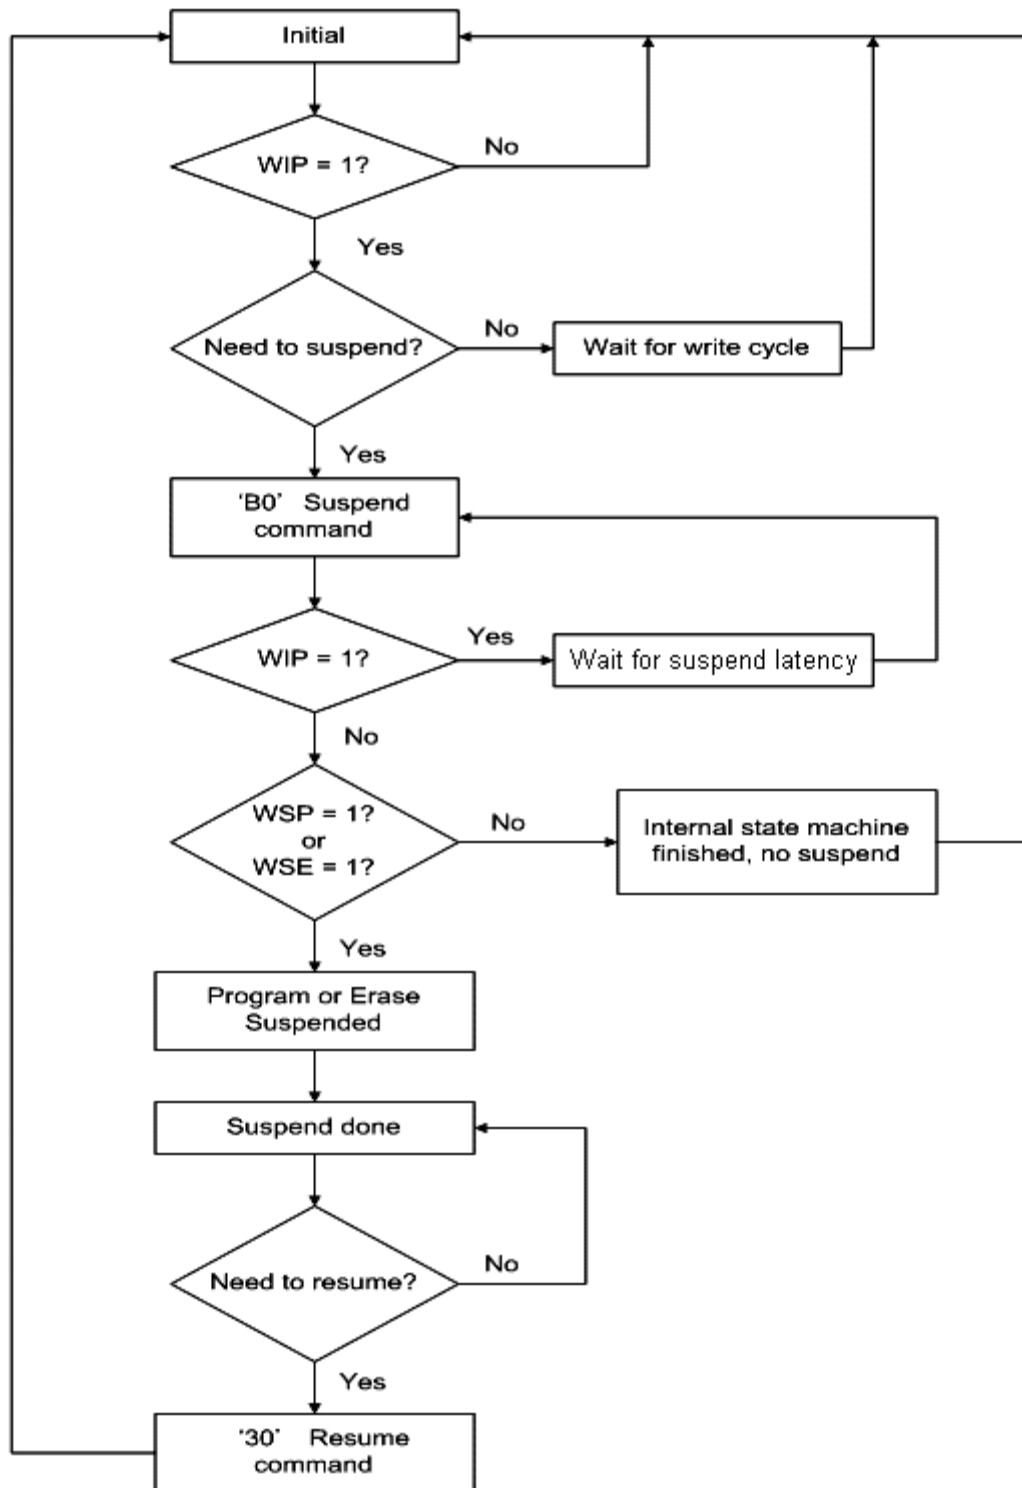 Initial
WIP = 1?
No
Yes
Need to suspend?
No
Wait for write cycle
Yes
‘B0’ Suspend
command
WIP = 1?
Yes
Wait for suspend latency
No
WSP = 1?
or
WSE = 1?
No
Internal state machine
finished, no suspend
Yes
Program or Erase
Suspended
Suspend done
Need to resume?
No
Yes
‘30’ Resume
command